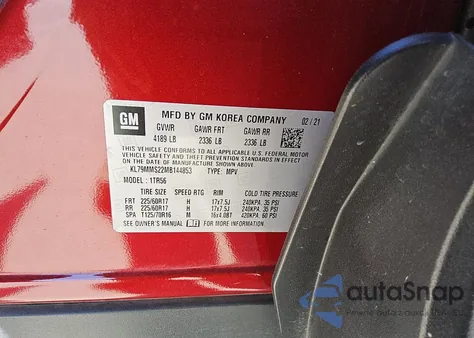 GM
MFD BY GM KOREA COMPANY 02/21
GVWR GAWR FRT GAWR RR
4189 LB 2336 LB 2336 LB
THIS VEHICLE CONFORMS TO ALL APPLICABLE U.S. FEDERAL MOTOR
VEHICLE SAFETY AND THEFT PREVENTION STANDARDS IN EFFECT
ON THE DATE OF MANUFACTURE SHOWN ABOVE.
KL79MMS22MB144853 TYPE: MPV
MODEL: 1TR56
TIRE SIZE SPEED RTG RIM COLD TIRE PRESSURE
FRT 225/60R17 H 17x7.5J 240KPA, 35 PSI
RR 225/60R17 H 17x7.5J 240KPA, 35 PSI
SPA T125/70R16 M 16x4.0BT 420KPA, 60 PSI
SEE OWNER'S MANUAL FOR MORE INFORMATION.
autoSnap
Pewne auto z aukcji